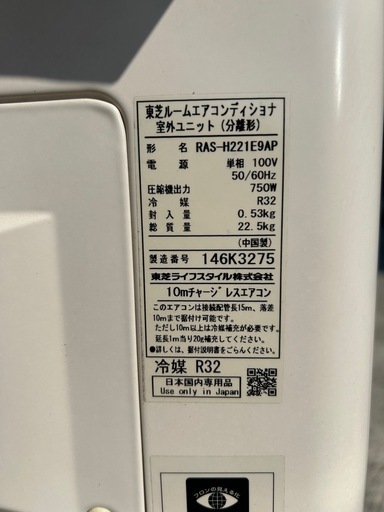 東芝ルームエアコンディショナ
室外ユニット（分離形）
形 名 RAS-H221E9AP
電 源 単相 100V
50/60Hz
圧縮機出力 750W
冷 媒 R32
封 入 量 0.53kg
総 質 量 22.5kg
（中国製）
製造番号 146K3275
東芝ライフスタイル株式会社
10mチャージレスエアコン
このエアコンは接続配管長15m、落差
10mまで据付け可能です。
ただし10m以上は冷媒補充が必要です。
延長1m当り20g補充してください。
詳しくは、据付説明書をごらんください。
冷媒 R32
日本国内専用品
Use only in Japan
フロンの見える化